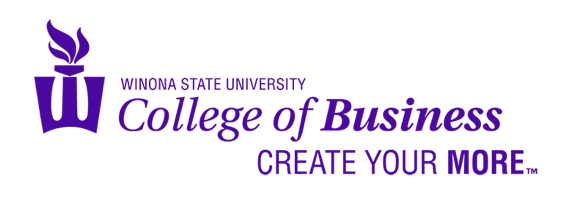 W
WINONA STATE UNIVERSITY
College of Business
CREATE YOUR MORE™